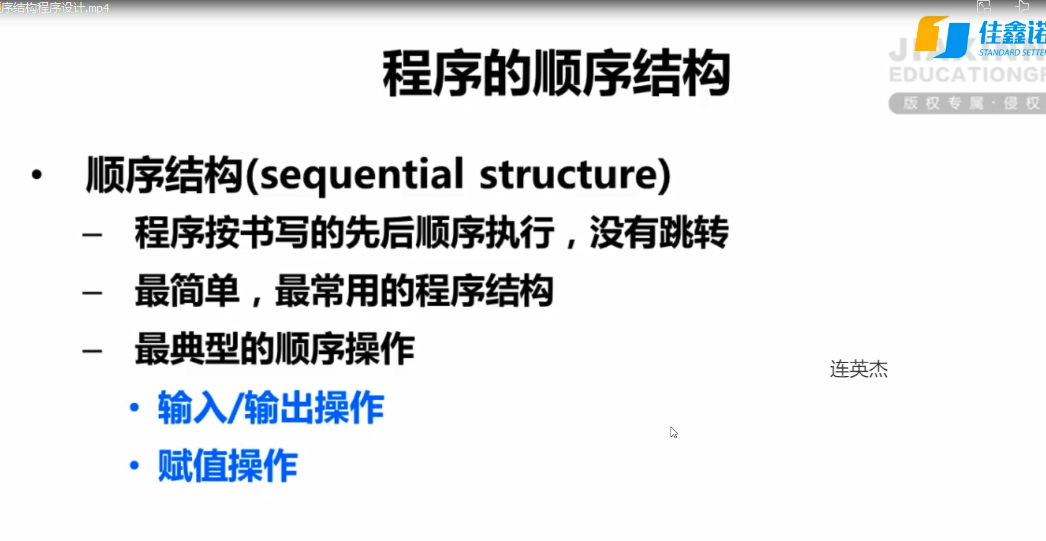 序结构程序设计.mp4
佳鑫诺
STANDARD SETTE
EDUCATIONGR
版权专属·侵权
程序的顺序结构
• 顺序结构(sequential structure)
– 程序按书写的先后顺序执行，没有跳转
– 最简单，最常用的程序结构
– 最典型的顺序操作
连英杰
• 输入/输出操作
• 赋值操作